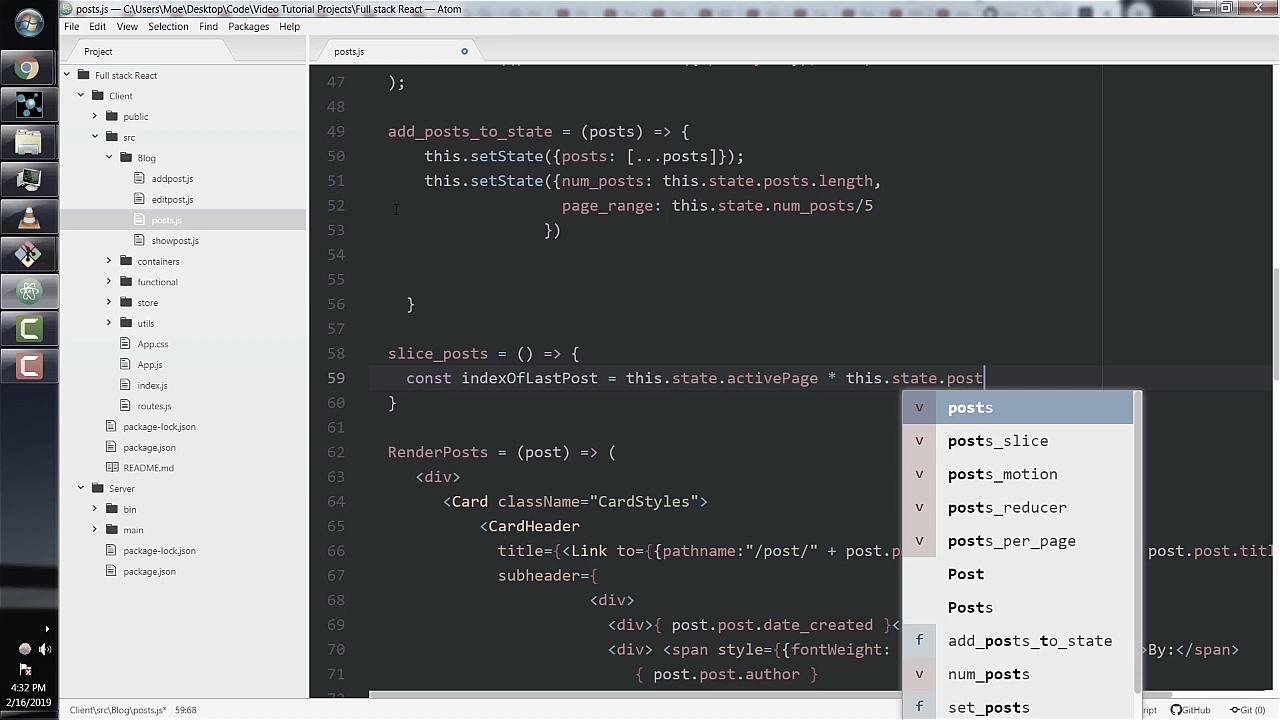 posts.js — C:\Users\Moe\Desktop\Code\Video Tutorial Projects\Full stack React — Atom
File Edit View Selection Find Packages Help
Project
posts.js
Full stack React
Client
public
src
Blog
addpost.js
editpost.js
posts.js
showpost.js
containers
functional
store
utils
App.css
App.js
index.js
routes.js
package-lock.json
package.json
README.md
Server
bin
main
package-lock.json
package.json
47 );
48
49 add_posts_to_state = (posts) => {
50 this.setState({posts: [...posts]});
51 this.setState({num_posts: this.state.posts.length,
52 page_range: this.state.num_posts/5
53 })
54
55
56 }
57
58 slice_posts = () => {
59 const indexOfLastPost = this.state.activePage * this.state.post
60 }
61
62 RenderPosts = (post) => (
63 <div>
64 <Card className="CardStyles">
65 <CardHeader
66 title={<Link to={{pathname:"/post/" + post.p post.post.titl
67 subheader={
68 <div>
69 <div>{ post.post.date_created }<
70 <div> <span style={{fontWeight: >By:</span>
71 { post.post.author }
v posts
v posts_slice
v posts_motion
v posts_reducer
v posts_per_page
Post
Posts
f add_posts_to_state
v num_posts
f set_posts
4:32 PM
2/16/2019
Client\src\Blog\posts.js* 59:68
ript GitHub Git (0)